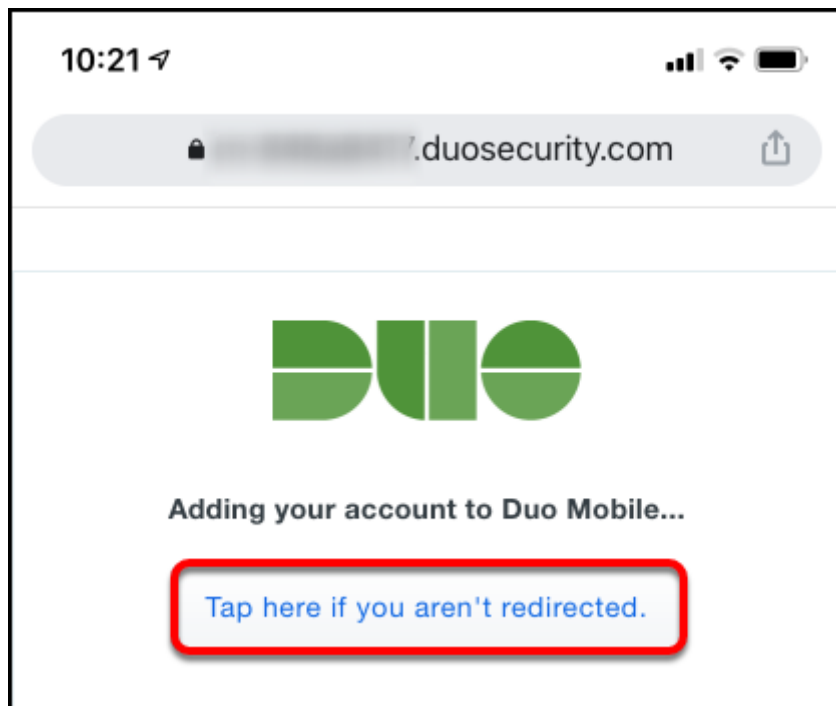 10:21
.duosecurity.com
DUO
Adding your account to Duo Mobile...
Tap here if you aren't redirected.